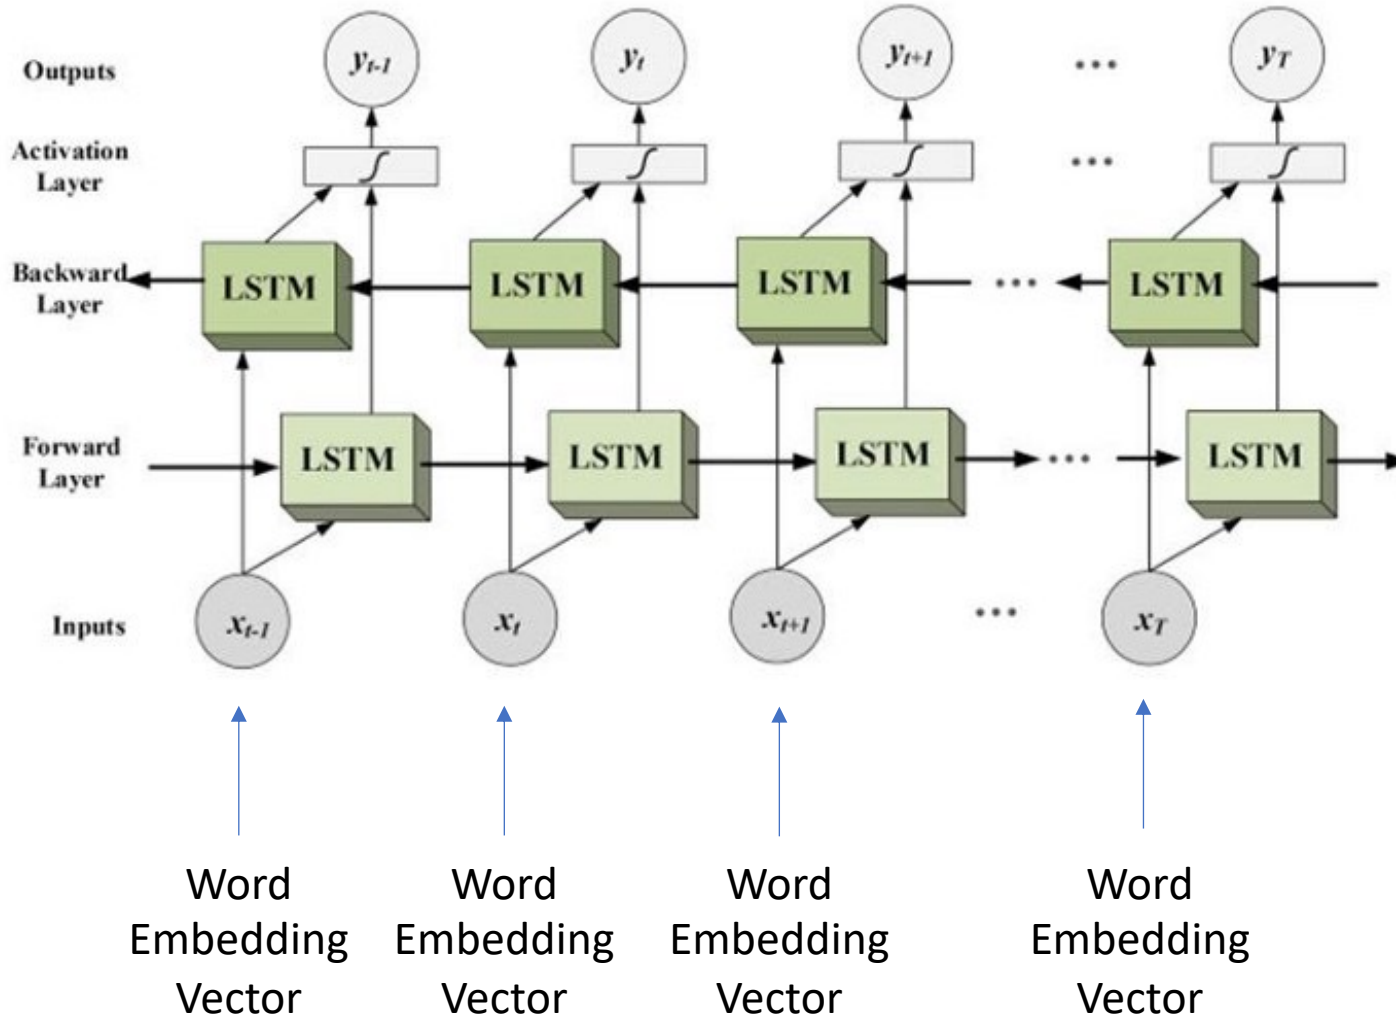 Outputs y_{t-1} y_t y_{t+1} ... y_T
Activation
Layer ∫ ∫ ∫ ... ∫
Backward
Layer LSTM LSTM LSTM ... LSTM
Forward
Layer LSTM LSTM LSTM ... LSTM
Inputs x_{t-1} x_t x_{t+1} ... x_T
Word Word Word Word
Embedding Embedding Embedding Embedding
Vector Vector Vector Vector